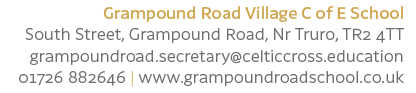 Grampound Road Village C of E School
South Street, Grampound Road, Nr Truro, TR2 4TT
grampoundroad.secretary@celticcross.education
01726 882646 | www.grampoundroadschool.co.uk